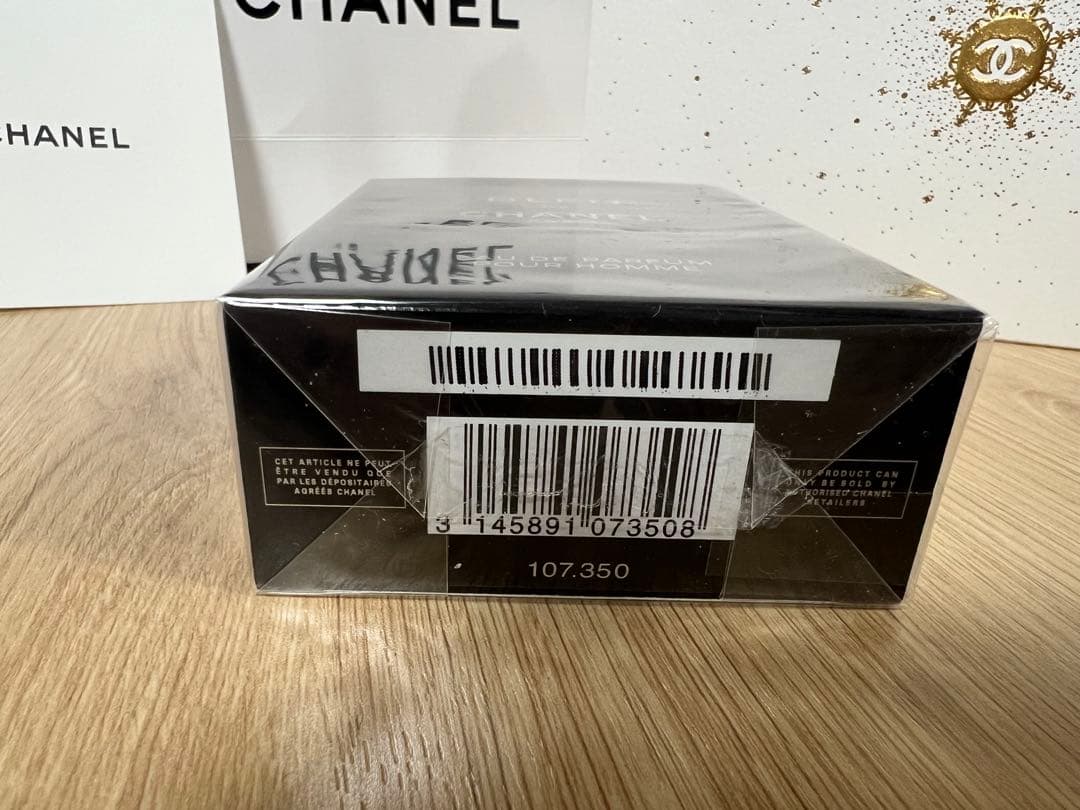 CHANEL
CHANEL
CHANEL
EAU DE PARFUM
POUR HOMME
CHANEL
CET ARTICLE NE PEUT
ÊTRE VENDU QUE
PAR LES DÉPOSITAIRES
AGRÉÉS CHANEL
THIS PRODUCT CAN
ONLY BE SOLD BY
AUTHORISED CHANEL
RETAILERS
3 145891 073508
107.350